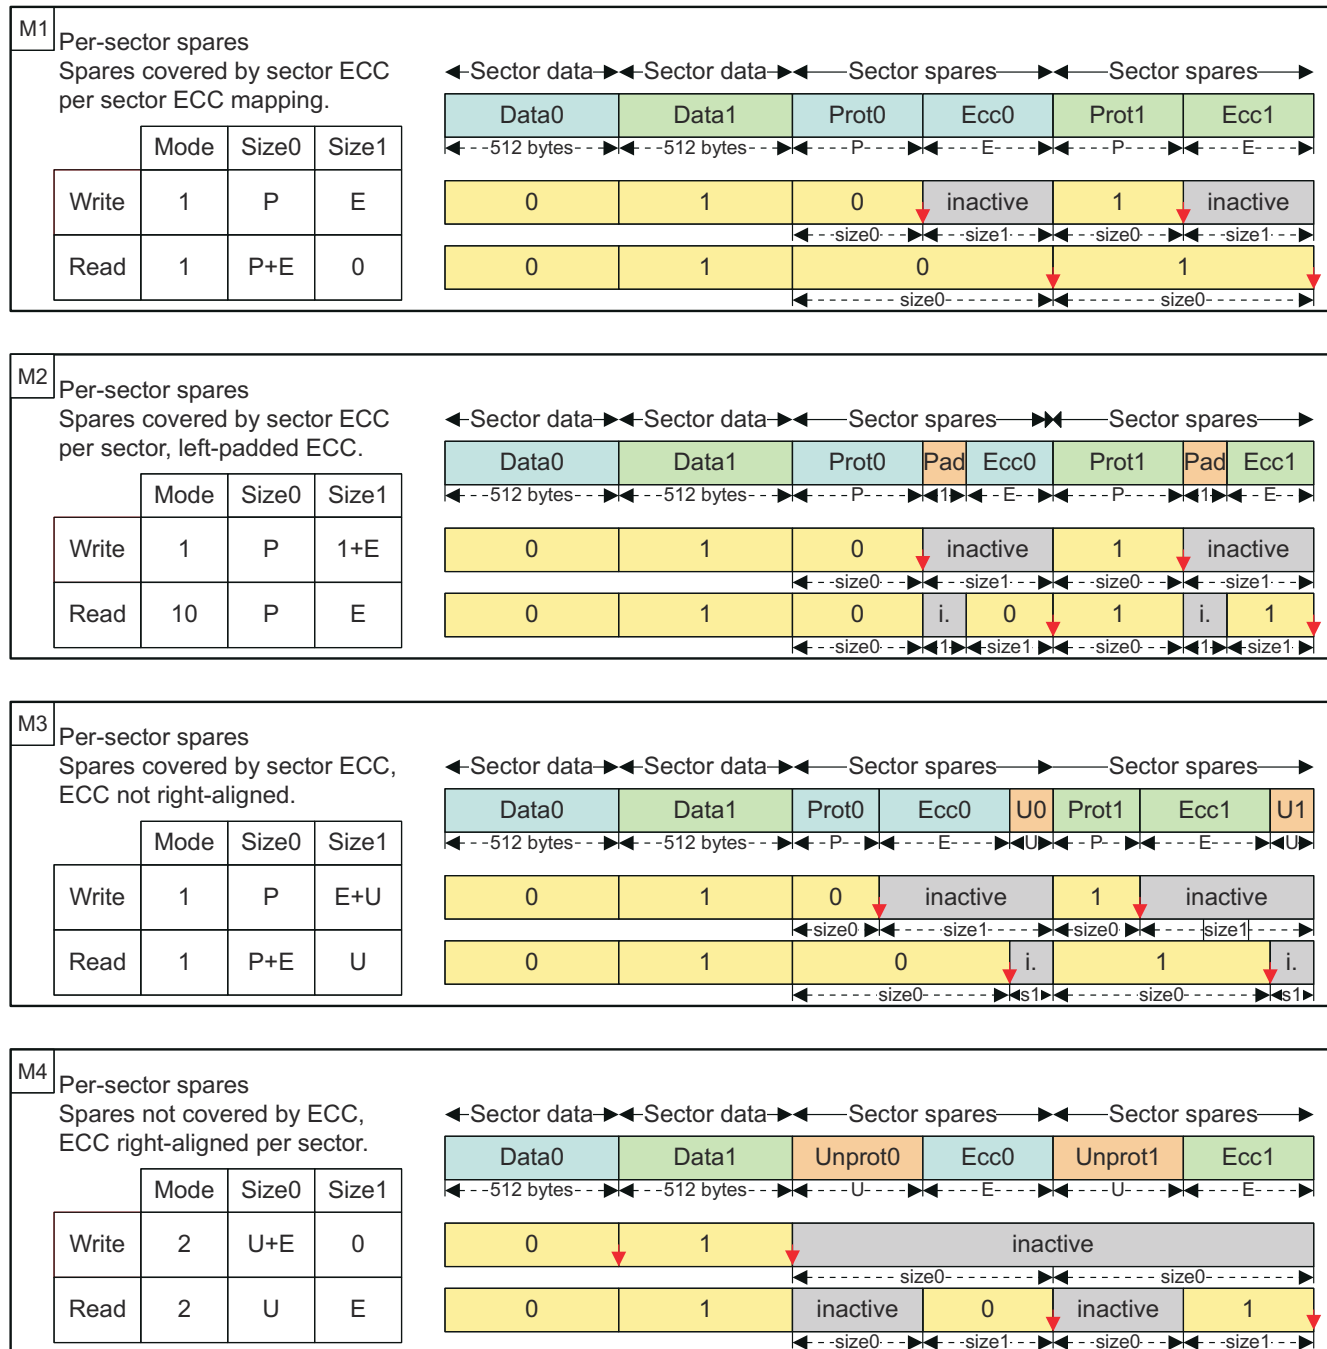 M1
Per-sector spares
Spares covered by sector ECC
per sector ECC mapping.
Mode Size0 Size1
Write 1 P E
Read 1 P+E 0
Sector data Sector data Sector spares Sector spares
Data0 Data1 Prot0 Ecc0 Prot1 Ecc1
512 bytes 512 bytes P E P E
0 1 0 inactive 1 inactive
size0 size1 size0 size1
0 1 0 1
size0 size0
M2
Per-sector spares
Spares covered by sector ECC
per sector, left-padded ECC.
Mode Size0 Size1
Write 1 P 1+E
Read 10 P E
Sector data Sector data Sector spares Sector spares
Data0 Data1 Prot0 Pad Ecc0 Prot1 Pad Ecc1
512 bytes 512 bytes P 1 E P 1 E
0 1 0 inactive 1 inactive
size0 size1 size0 size1
0 1 0 i. 0 1 i. 1
size0 1 size1 size0 1 size1
M3
Per-sector spares
Spares covered by sector ECC,
ECC not right-aligned.
Mode Size0 Size1
Write 1 P E+U
Read 1 P+E U
Sector data Sector data Sector spares Sector spares
Data0 Data1 Prot0 Ecc0 U0 Prot1 Ecc1 U1
512 bytes 512 bytes P E U P E U
0 1 0 inactive 1 inactive
size0 size1 size0 size1
0 1 0 i. 1 i.
size0 s1 size0 s1
M4
Per-sector spares
Spares not covered by ECC,
ECC right-aligned per sector.
Mode Size0 Size1
Write 2 U+E 0
Read 2 U E
Sector data Sector data Sector spares Sector spares
Data0 Data1 Unprot0 Ecc0 Unprot1 Ecc1
512 bytes 512 bytes U E U E
0 1 inactive
size0 size0
0 1 inactive 0 inactive 1
size0 size1 size0 size1